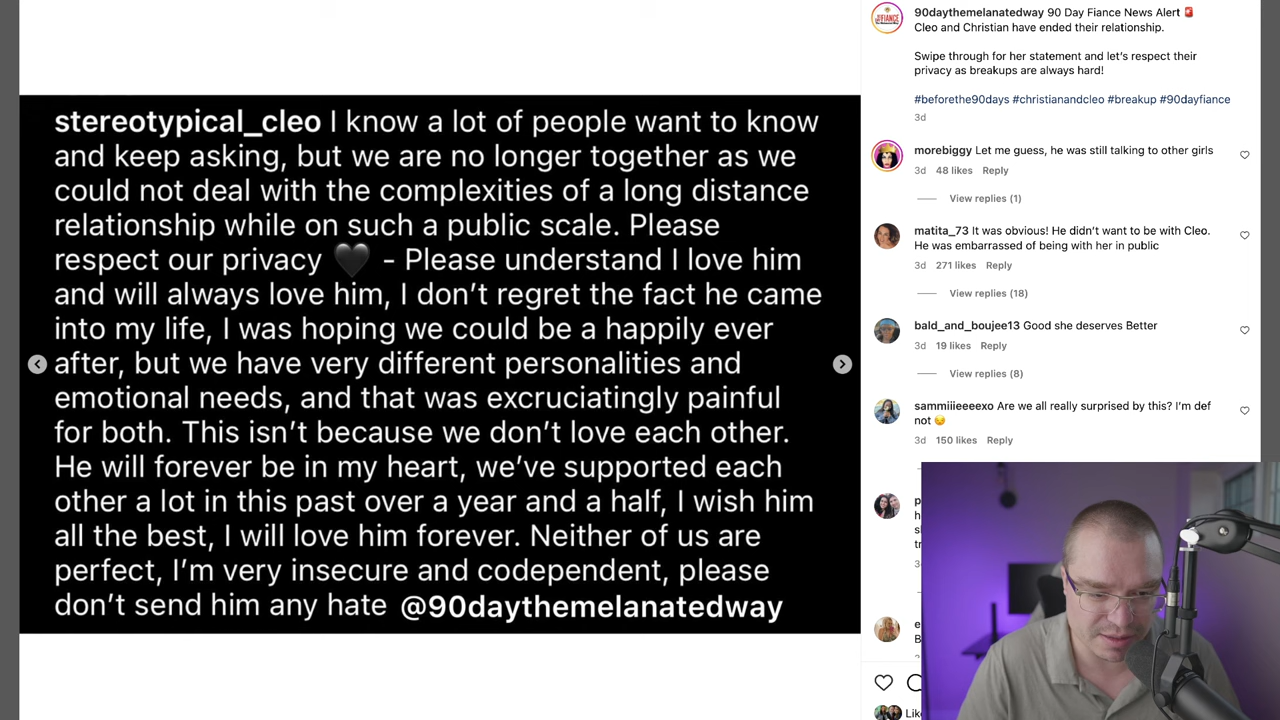 stereotypical_cleo I know a lot of people want to know
and keep asking, but we are no longer together as we
could not deal with the complexities of a long distance
relationship while on such a public scale. Please
respect our privacy 🖤 - Please understand I love him
and will always love him, I don’t regret the fact he came
into my life, I was hoping we could be a happily ever
after, but we have very different personalities and
emotional needs, and that was excruciatingly painful
for both. This isn’t because we don’t love each other.
He will forever be in my heart, we’ve supported each
other a lot in this past over a year and a half, I wish him
all the best, I will love him forever. Neither of us are
perfect, I’m very insecure and codependent, please
don’t send him any hate @90daythemelanatedway
90daythemelanatedway 90 Day Fiance News Alert 🚨
Cleo and Christian have ended their relationship.
Swipe through for her statement and let’s respect their
privacy as breakups are always hard!
#beforethe90days #christianandcleo #breakup #90dayfiance
3d
morebiggy Let me guess, he was still talking to other girls
3d 48 likes Reply
View replies (1)
matita_73 It was obvious! He didn’t want to be with Cleo.
He was embarrassed of being with her in public
3d 271 likes Reply
View replies (18)
bald_and_boujee13 Good she deserves Better
3d 19 likes Reply
View replies (8)
sammiiieeeexo Are we all really surprised by this? I’m def
not 😒
3d 150 likes Reply